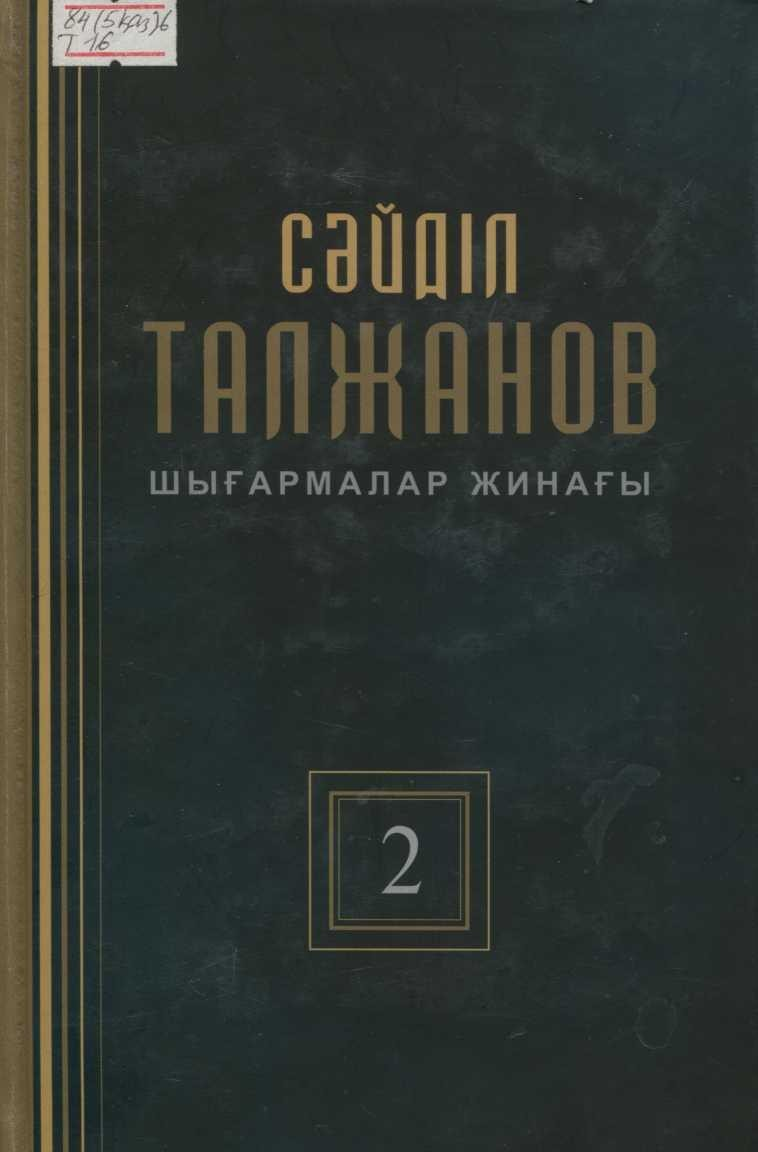 84(5каз)6
Т 16
СӘЙДІЛ
ТАЛЖАНОВ
ШЫҒАРМАЛАР ЖИНАҒЫ
2